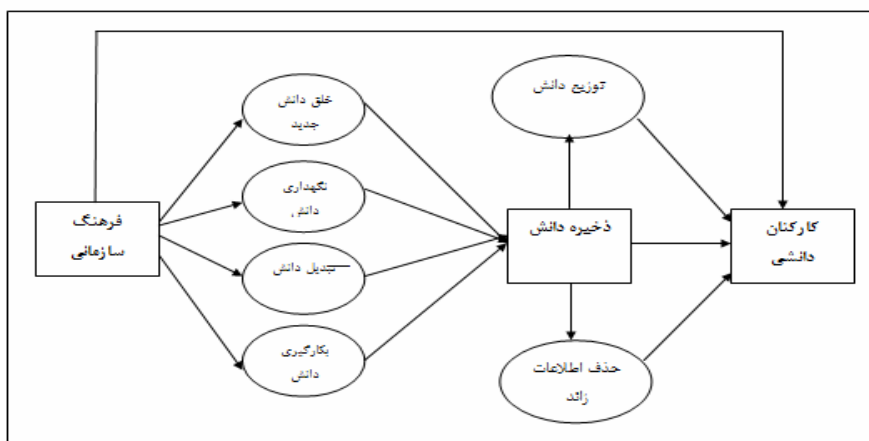 خلق دانش
جدید
توزیع دانش
نگهداری
دانش
فرهنگ
سازمانی
ذخیره دانش
کارکنان
دانشی
تبدیل دانش
بکارگیری
دانش
حذف اطلاعات
زائد